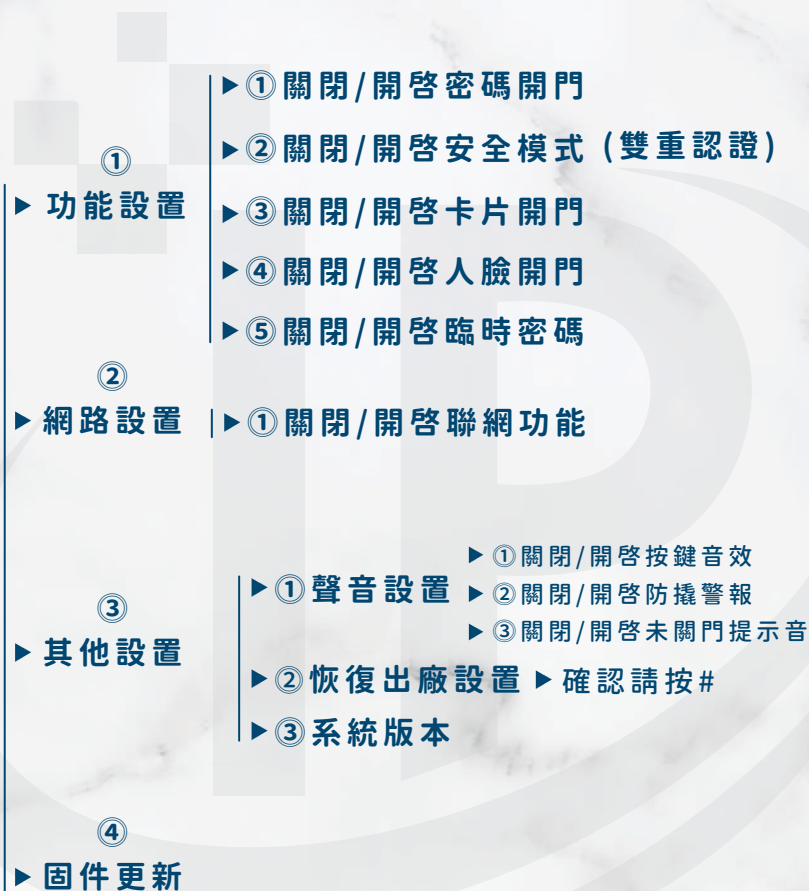 ①
▶ 功能設置
▶①關閉/開啓密碼開門
▶②關閉/開啓安全模式 (雙重認證)
▶③關閉/開啓卡片開門
▶④關閉/開啓人臉開門
▶⑤關閉/開啓臨時密碼
②
▶ 網路設置
▶①關閉/開啓聯網功能
③
▶ 其他設置
▶①聲音設置
▶ ①關閉/開啓按鍵音效
▶ ②關閉/開啓防撬警報
▶ ③關閉/開啓未關門提示音
▶②恢復出廠設置 ▶ 確認請按#
▶③系統版本
④
▶ 固件更新